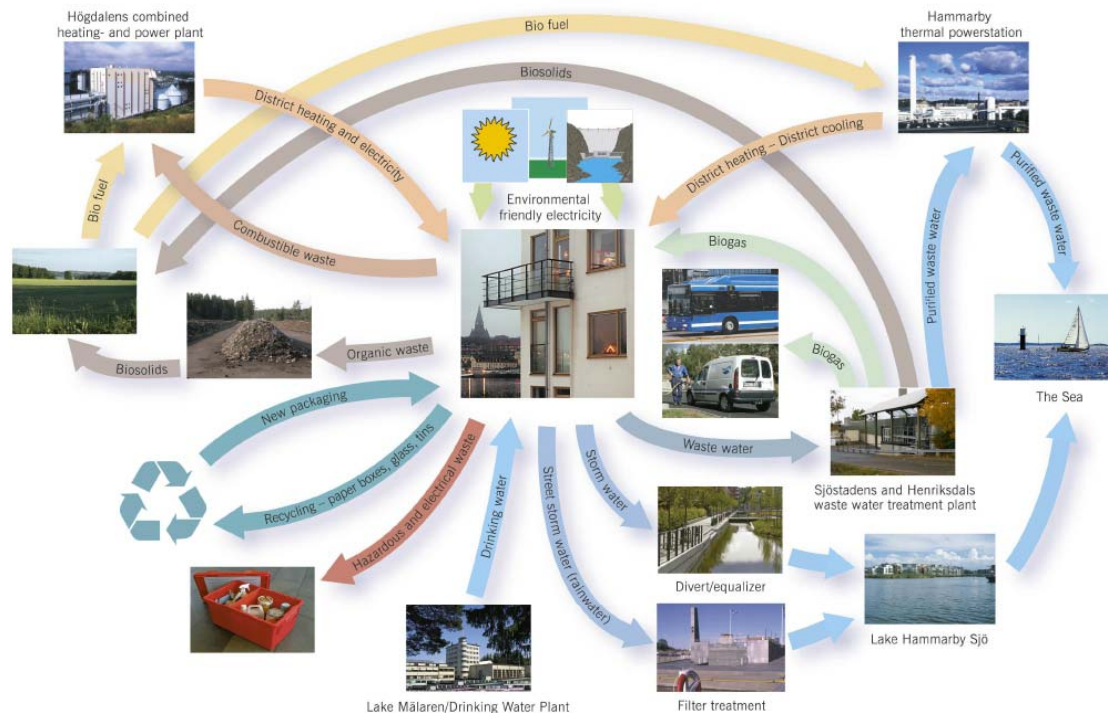 Högdalens combined
heating- and power plant
Bio fuel
Hammarby
thermal powerstation
Biosolids
District heating and electricity
District heating – District cooling
Environmental
friendly electricity
Bio fuel
Combustible waste
Biogas
Purified waste water
Purified waste water
Organic waste
Biosolids
Biogas
The Sea
New packaging
Waste water
Recycling – paper boxes, glass, tins
Hazardous and electrical waste
Drinking water
Street storm water (rainwater)
Storm water
Sjöstadens and Henriksdals
waste water treatment plant
Divert/equalizer
Lake Hammarby Sjö
Lake Mälaren/Drinking Water Plant
Filter treatment